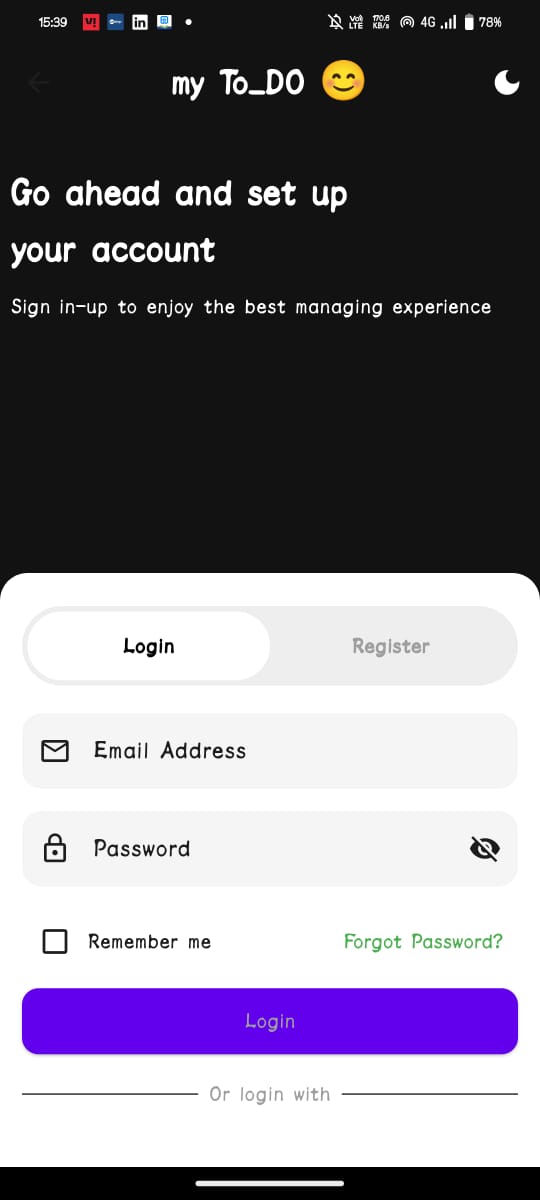 15:39 V! in Vo) LTE 170.6 KB/s 4G 78%
my To_DO 😊
Go ahead and set up
your account
Sign in-up to enjoy the best managing experience
Login Register
Email Address
Password
Remember me Forgot Password?
Login
Or login with